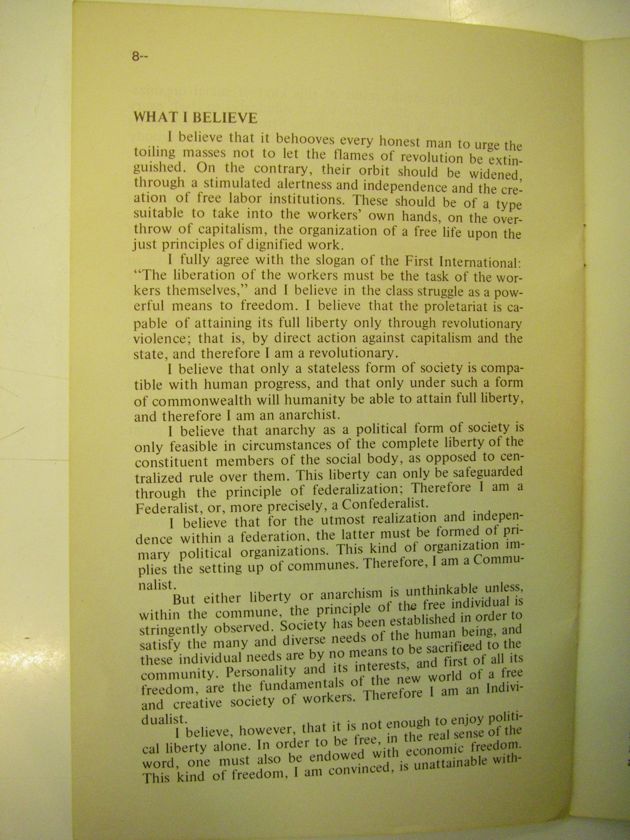 8--
WHAT I BELIEVE
I believe that it behooves every honest man to urge the
toiling masses not to let the flames of revolution be extin-
guished. On the contrary, their orbit should be widened,
through a stimulated alertness and independence and the cre-
ation of free labor institutions. These should be of a type
suitable to take into the workers' own hands, on the over-
throw of capitalism, the organization of a free life upon the
just principles of dignified work.
I fully agree with the slogan of the First International:
“The liberation of the workers must be the task of the wor-
kers themselves,” and I believe in the class struggle as a pow-
erful means to freedom. I believe that the proletariat is ca-
pable of attaining its full liberty only through revolutionary
violence; that is, by direct action against capitalism and the
state, and therefore I am a revolutionary.
I believe that only a stateless form of society is compa-
tible with human progress, and that only under such a form
of commonwealth will humanity be able to attain full liberty,
and therefore I am an anarchist.
I believe that anarchy as a political form of society is
only feasible in circumstances of the complete liberty of the
constituent members of the social body, as opposed to cen-
tralized rule over them. This liberty can only be safeguarded
through the principle of federalization; Therefore I am a
Federalist, or, more precisely, a Confederalist.
I believe that for the utmost realization and indepen-
dence within a federation, the latter must be formed of pri-
mary political organizations. This kind of organization im-
plies the setting up of communes. Therefore, I am a Commu-
nalist.
But either liberty or anarchism is unthinkable unless,
within the commune, the principle of the free individual is
stringently observed. Society has been established in order to
satisfy the many and diverse needs of the human being, and
these individual needs are by no means to be sacrificed to the
community. Personality and its interests, and first of all its
freedom, are the fundamentals of the new world of a free
and creative society of workers. Therefore I am an Indivi-
dualist.
I believe, however, that it is not enough to enjoy politi-
cal liberty alone. In order to be free, in the real sense of the
word, one must also be endowed with economic freedom.
This kind of freedom, I am convinced, is unattainable with-